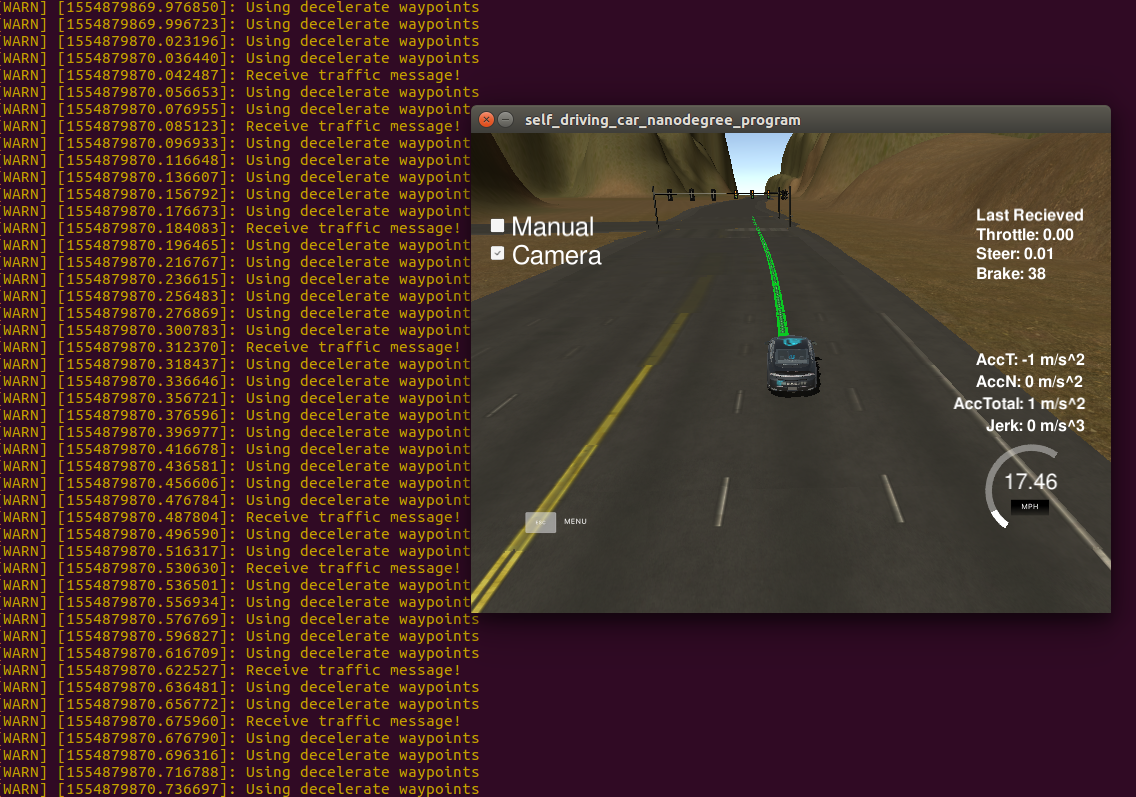 [WARN] [1554879869.976850]: Using decelerate waypoints
[WARN] [1554879869.996723]: Using decelerate waypoints
[WARN] [1554879870.023196]: Using decelerate waypoints
[WARN] [1554879870.036440]: Using decelerate waypoints
[WARN] [1554879870.042487]: Receive traffic message!
[WARN] [1554879870.056653]: Using decelerate waypoints
[WARN] [1554879870.076955]: Using decelerate waypoint
[WARN] [1554879870.085123]: Receive traffic message!
[WARN] [1554879870.096933]: Using decelerate waypoint
[WARN] [1554879870.116648]: Using decelerate waypoint
[WARN] [1554879870.136607]: Using decelerate waypoint
[WARN] [1554879870.156792]: Using decelerate waypoint
[WARN] [1554879870.176673]: Using decelerate waypoint
[WARN] [1554879870.184083]: Receive traffic message!
[WARN] [1554879870.196465]: Using decelerate waypoint
[WARN] [1554879870.216767]: Using decelerate waypoint
[WARN] [1554879870.236615]: Using decelerate waypoint
[WARN] [1554879870.256483]: Using decelerate waypoint
[WARN] [1554879870.276869]: Using decelerate waypoint
[WARN] [1554879870.300783]: Using decelerate waypoint
[WARN] [1554879870.312370]: Receive traffic message!
[WARN] [1554879870.318437]: Using decelerate waypoint
[WARN] [1554879870.336646]: Using decelerate waypoint
[WARN] [1554879870.356721]: Using decelerate waypoint
[WARN] [1554879870.376596]: Using decelerate waypoint
[WARN] [1554879870.396977]: Using decelerate waypoint
[WARN] [1554879870.416678]: Using decelerate waypoint
[WARN] [1554879870.436581]: Using decelerate waypoint
[WARN] [1554879870.456606]: Using decelerate waypoint
[WARN] [1554879870.476784]: Using decelerate waypoint
[WARN] [1554879870.487804]: Receive traffic message!
[WARN] [1554879870.496590]: Using decelerate waypoint
[WARN] [1554879870.516317]: Using decelerate waypoint
[WARN] [1554879870.530630]: Receive traffic message!
[WARN] [1554879870.536501]: Using decelerate waypoint
[WARN] [1554879870.556934]: Using decelerate waypoint
[WARN] [1554879870.576769]: Using decelerate waypoints
[WARN] [1554879870.596827]: Using decelerate waypoints
[WARN] [1554879870.616709]: Using decelerate waypoints
[WARN] [1554879870.622527]: Receive traffic message!
[WARN] [1554879870.636481]: Using decelerate waypoints
[WARN] [1554879870.656772]: Using decelerate waypoints
[WARN] [1554879870.675960]: Receive traffic message!
[WARN] [1554879870.676790]: Using decelerate waypoints
[WARN] [1554879870.696316]: Using decelerate waypoints
[WARN] [1554879870.716788]: Using decelerate waypoints
[WARN] [1554879870.736697]: Using decelerate waypoints
self_driving_car_nanodegree_program
Manual
Camera
Last Recieved
Throttle: 0.00
Steer: 0.01
Brake: 38
AccT: -1 m/s^2
AccN: 0 m/s^2
AccTotal: 1 m/s^2
Jerk: 0 m/s^3
17.46
MPH
MENU